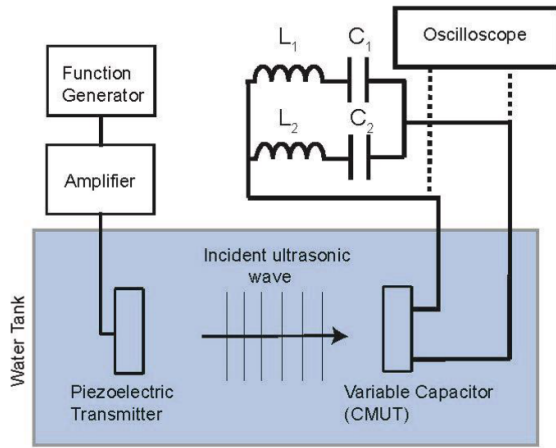 Function
Generator
Amplifier
L₁
C₁
L₂
C₂
Oscilloscope
Water Tank
Incident ultrasonic
wave
Piezoelectric
Transmitter
Variable Capacitor
(CMUT)